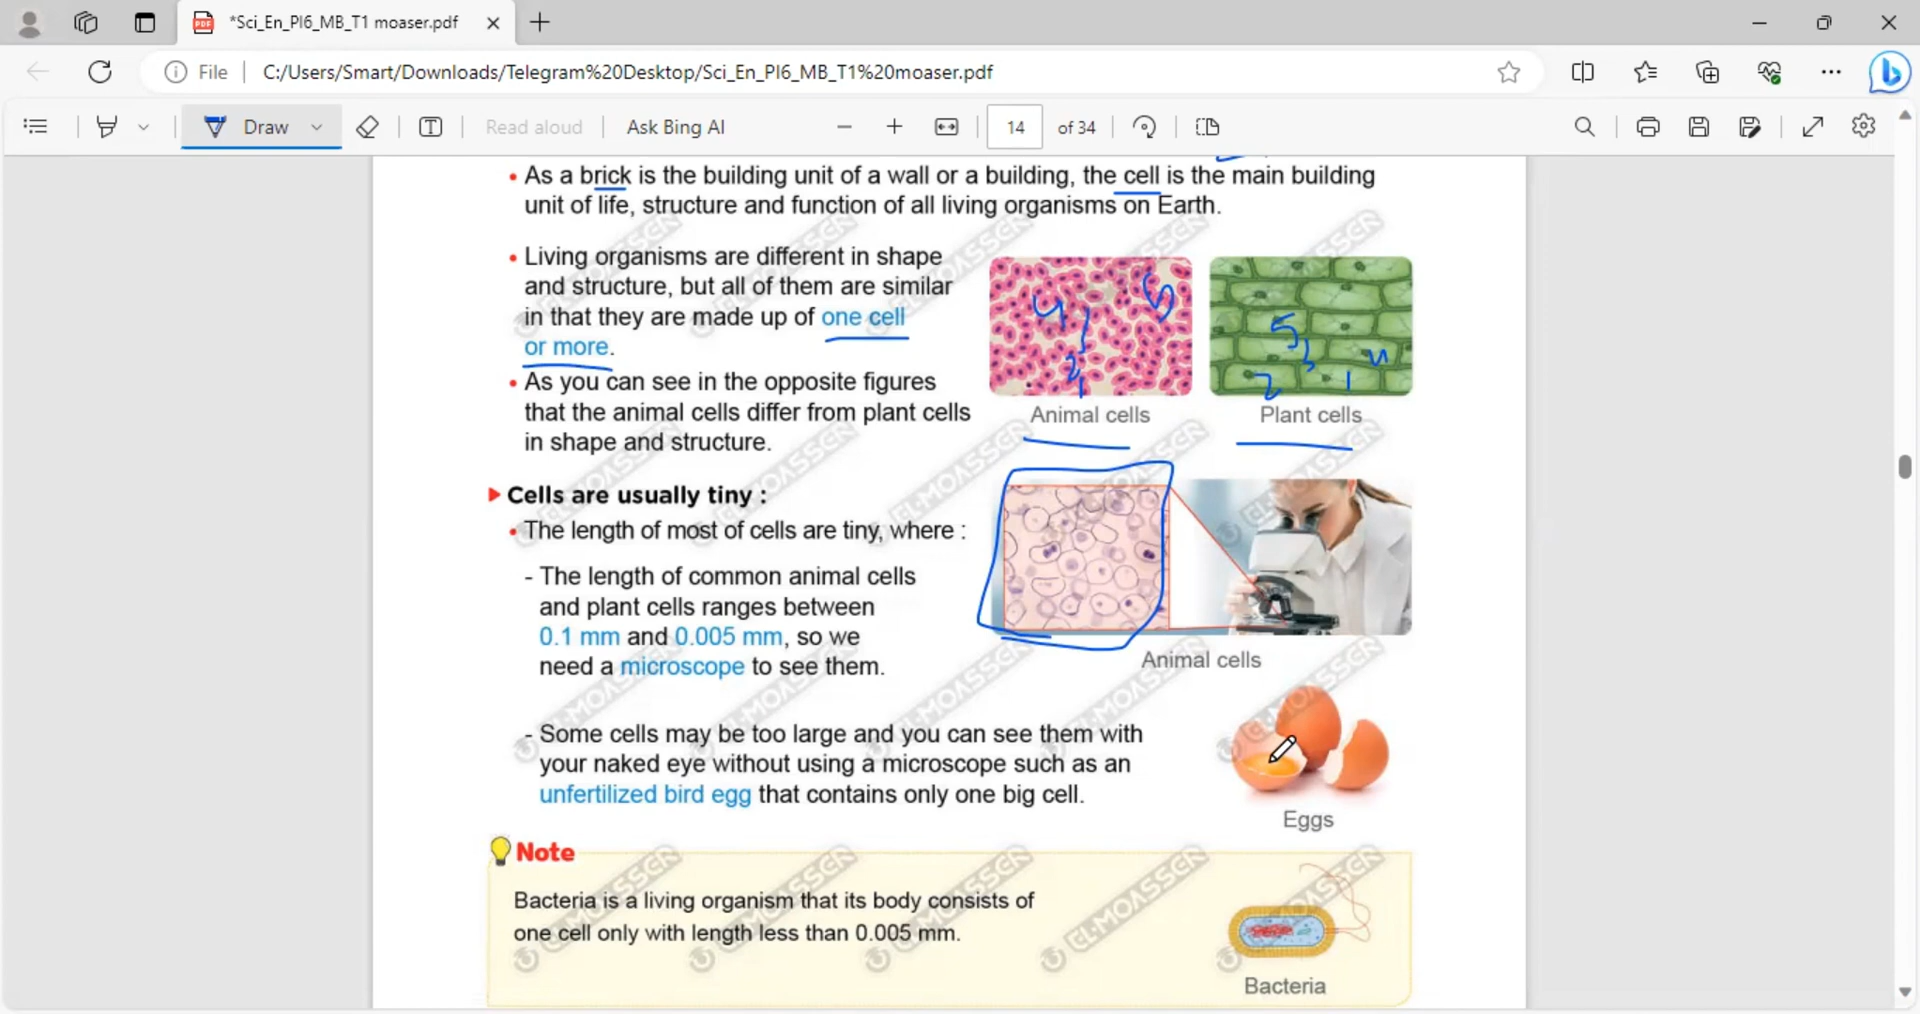 *Sci_En_PI6_MB_T1 moaser.pdf
File C:/Users/Smart/Downloads/Telegram%20Desktop/Sci_En_PI6_MB_T1%20moaser.pdf
Draw Read aloud Ask Bing AI 14 of 34
• As a brick is the building unit of a wall or a building, the cell is the main building
unit of life, structure and function of all living organisms on Earth.
• Living organisms are different in shape
and structure, but all of them are similar
in that they are made up of one cell
or more.
• As you can see in the opposite figures
that the animal cells differ from plant cells
in shape and structure.
Animal cells
Plant cells
Cells are usually tiny :
• The length of most of cells are tiny, where :
- The length of common animal cells
and plant cells ranges between
0.1 mm and 0.005 mm, so we
need a microscope to see them.
Animal cells
- Some cells may be too large and you can see them with
your naked eye without using a microscope such as an
unfertilized bird egg that contains only one big cell.
Eggs
Note
Bacteria is a living organism that its body consists of
one cell only with length less than 0.005 mm.
Bacteria